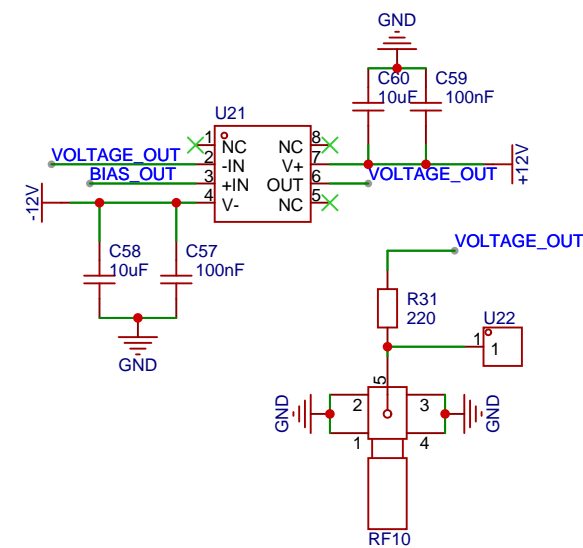 GND
C60
10uF
C59
100nF
U21
1
NC
NC
8
VOLTAGE_OUT
2
-IN
V+
7
+12V
BIAS_OUT
3
+IN
OUT
6
VOLTAGE_OUT
-12V
4
V-
NC
5
C58
10uF
C57
100nF
GND
VOLTAGE_OUT
R31
220
U22
1
1
5
GND
2
3
GND
1
4
RF10